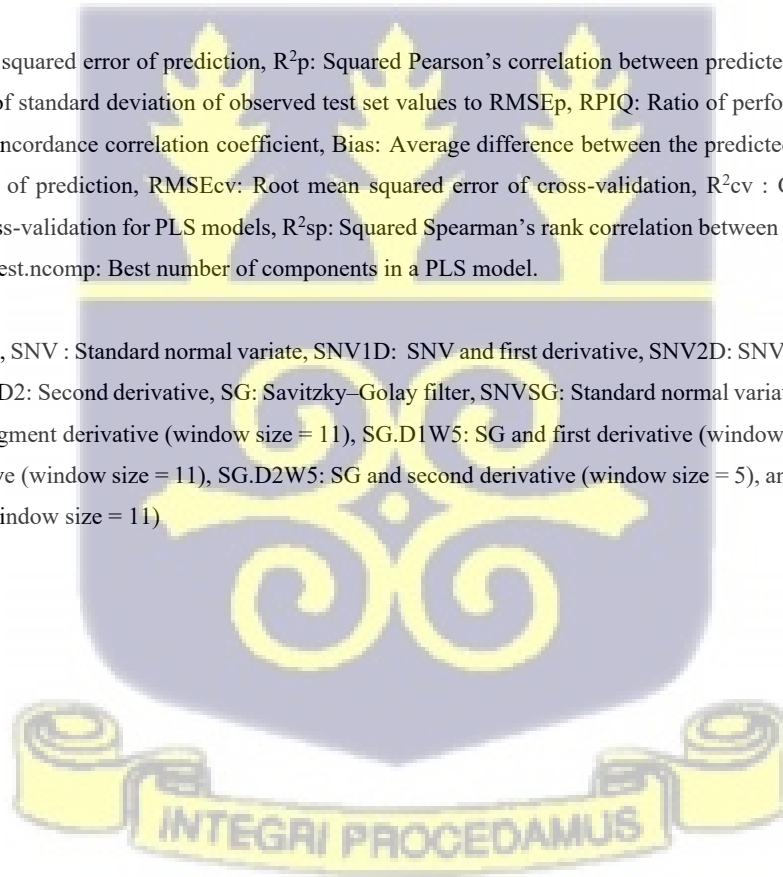 squared error of prediction, R²p: Squared Pearson’s correlation between predicte
of standard deviation of observed test set values to RMSEp, RPIQ: Ratio of perfo
ncordance correlation coefficient, Bias: Average difference between the predicte
of prediction, RMSEcv: Root mean squared error of cross-validation, R²cv : C
ss-validation for PLS models, R²sp: Squared Spearman’s rank correlation between
est.ncomp: Best number of components in a PLS model.
, SNV : Standard normal variate, SNV1D: SNV and first derivative, SNV2D: SNV
D2: Second derivative, SG: Savitzky–Golay filter, SNVSG: Standard normal variat
gment derivative (window size = 11), SG.D1W5: SG and first derivative (window
ve (window size = 11), SG.D2W5: SG and second derivative (window size = 5), an
indow size = 11)
INTEGRI PROCEDAMUS